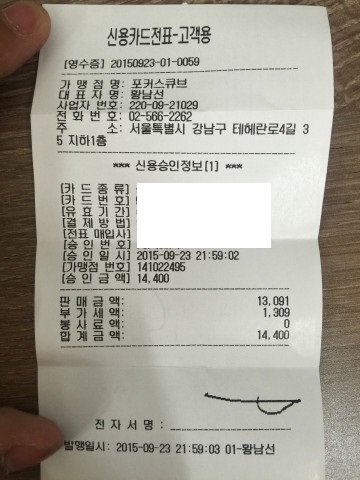 신용카드전표-고객용
[영수증] 20150923-01-0059
가 맹 점 명: 포커스큐브
대 표 자 명: 황남선
사업자 번호: 220-09-21029
전 화 번 호: 02-566-2262
주 소: 서울특별시 강남구 테헤란로4길 3
5 지하1층
*** 신용승인정보[1] ***
[카 드 종 류]
[카 드 번 호]
[유 효 기 간]
[결 제 방 법]
[전표 매입사]
[승 인 번 호]
[승 인 일 시] 2015-09-23 21:59:02
[가맹점 번호] 141022495
[승 인 금 액] 14,400
판 매 금 액: 13,091
부 가 세 액: 1,309
봉 사 료 액: 0
합 계 금 액: 14,400
전 자 서 명 :
발행일시: 2015-09-23 21:59:03 01-황남선